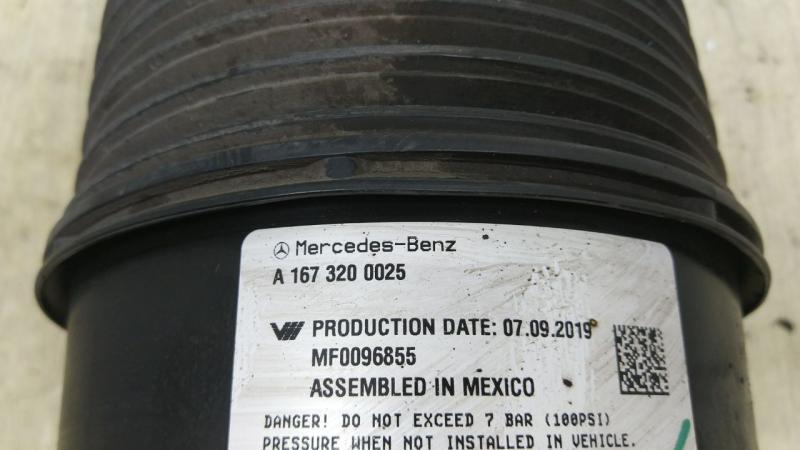 Mercedes-Benz
A 167 320 0025
PRODUCTION DATE: 07.09.2019
MF0096855
ASSEMBLED IN MEXICO
DANGER! DO NOT EXCEED 7 BAR (100PSI)
PRESSURE WHEN NOT INSTALLED IN VEHICLE.